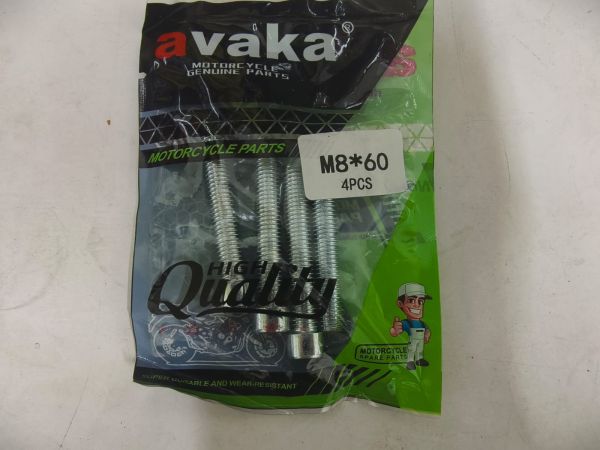 avaka
MOTORCYCLE
GENUINE PARTS
MOTORCYCLE PARTS
M8*60
4PCS
HIGH
Quality
MOTORCYCLE
SPARE PARTS
SUPER DURABLE AND WEAR-RESISTANT